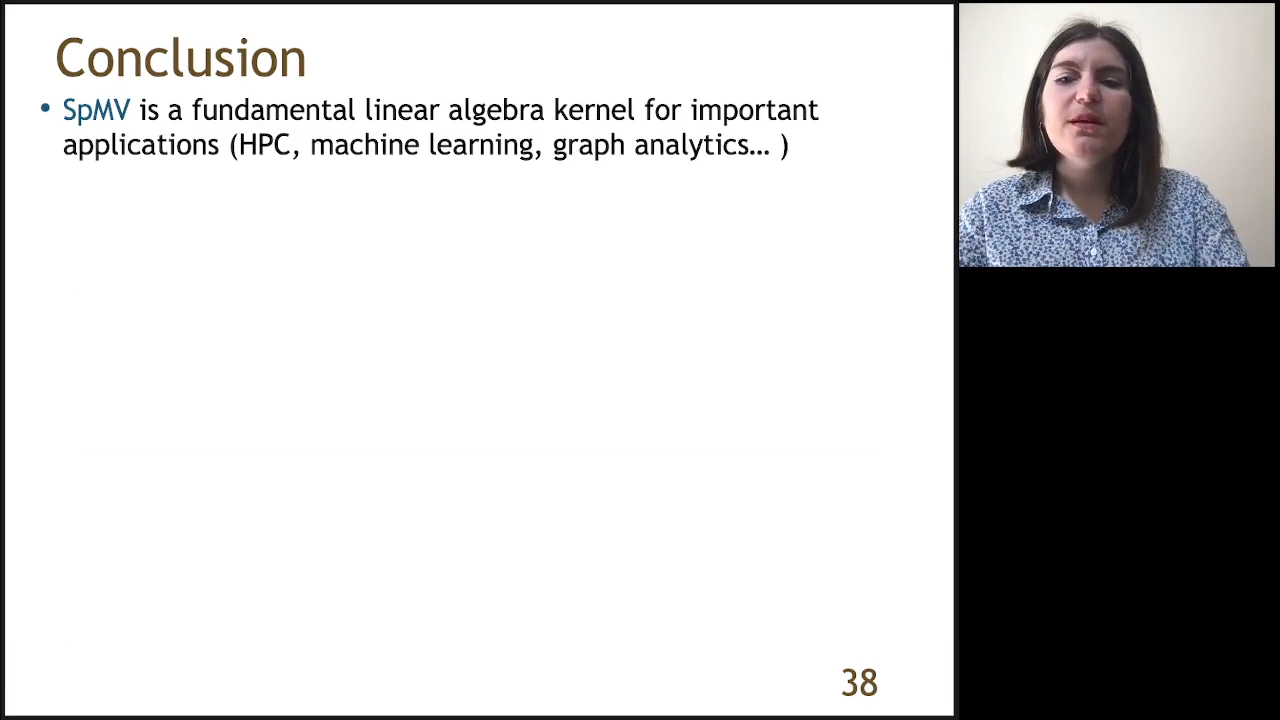 Conclusion
• SpMV is a fundamental linear algebra kernel for important
applications (HPC, machine learning, graph analytics… )
38